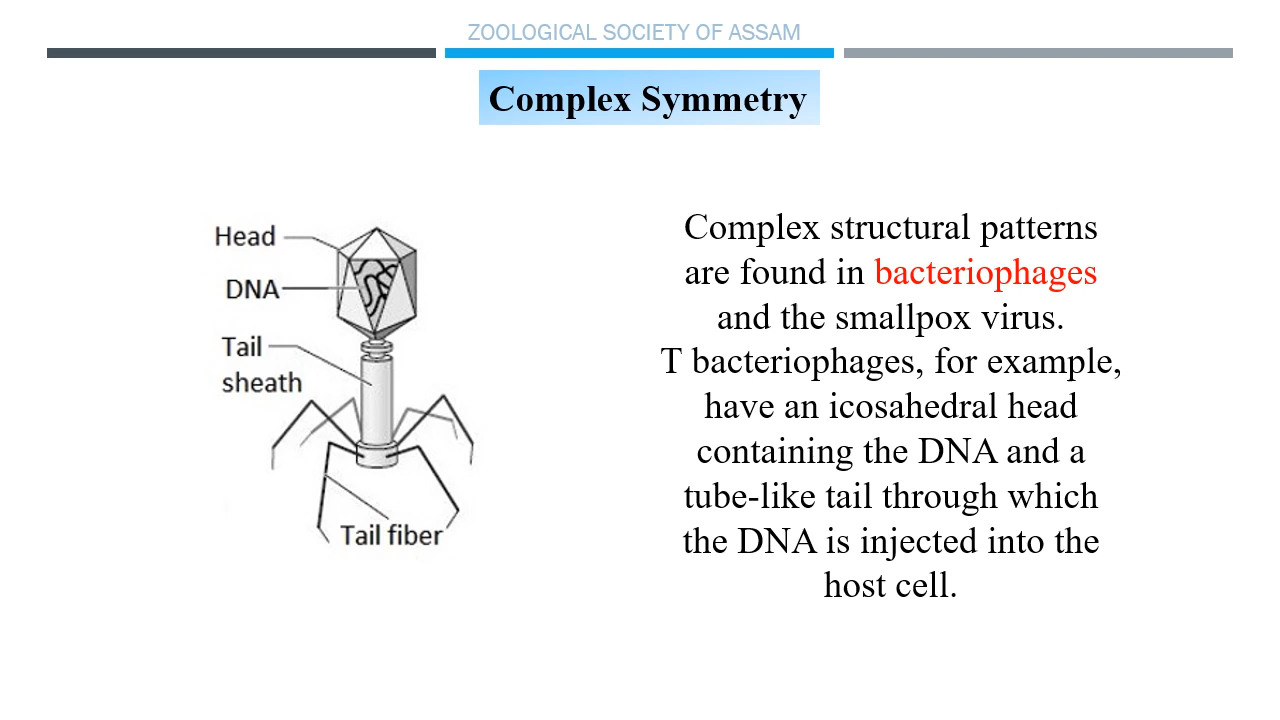 ZOOLOGICAL SOCIETY OF ASSAM
Complex Symmetry
Head
DNA
Tail
sheath
Tail fiber
Complex structural patterns
are found in bacteriophages
and the smallpox virus.
T bacteriophages, for example,
have an icosahedral head
containing the DNA and a
tube-like tail through which
the DNA is injected into the
host cell.